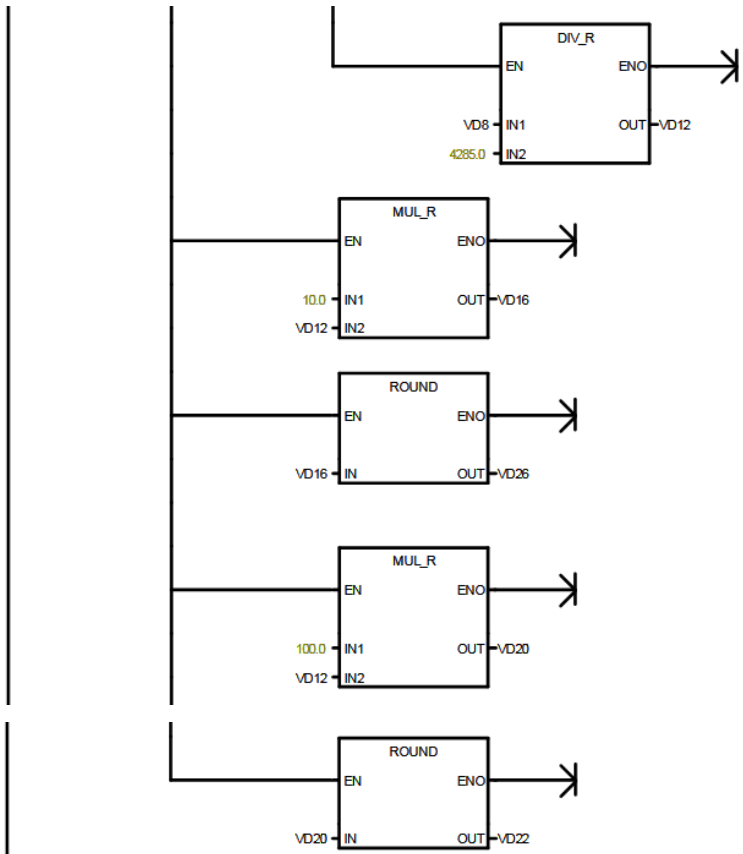 DIV_R
EN ENO
VD8 IN1 OUT VD12
4285.0 IN2
MUL_R
EN ENO
10.0 IN1 OUT VD16
VD12 IN2
ROUND
EN ENO
VD16 IN OUT VD26
MUL_R
EN ENO
100.0 IN1 OUT VD20
VD12 IN2
ROUND
EN ENO
VD20 IN OUT VD22